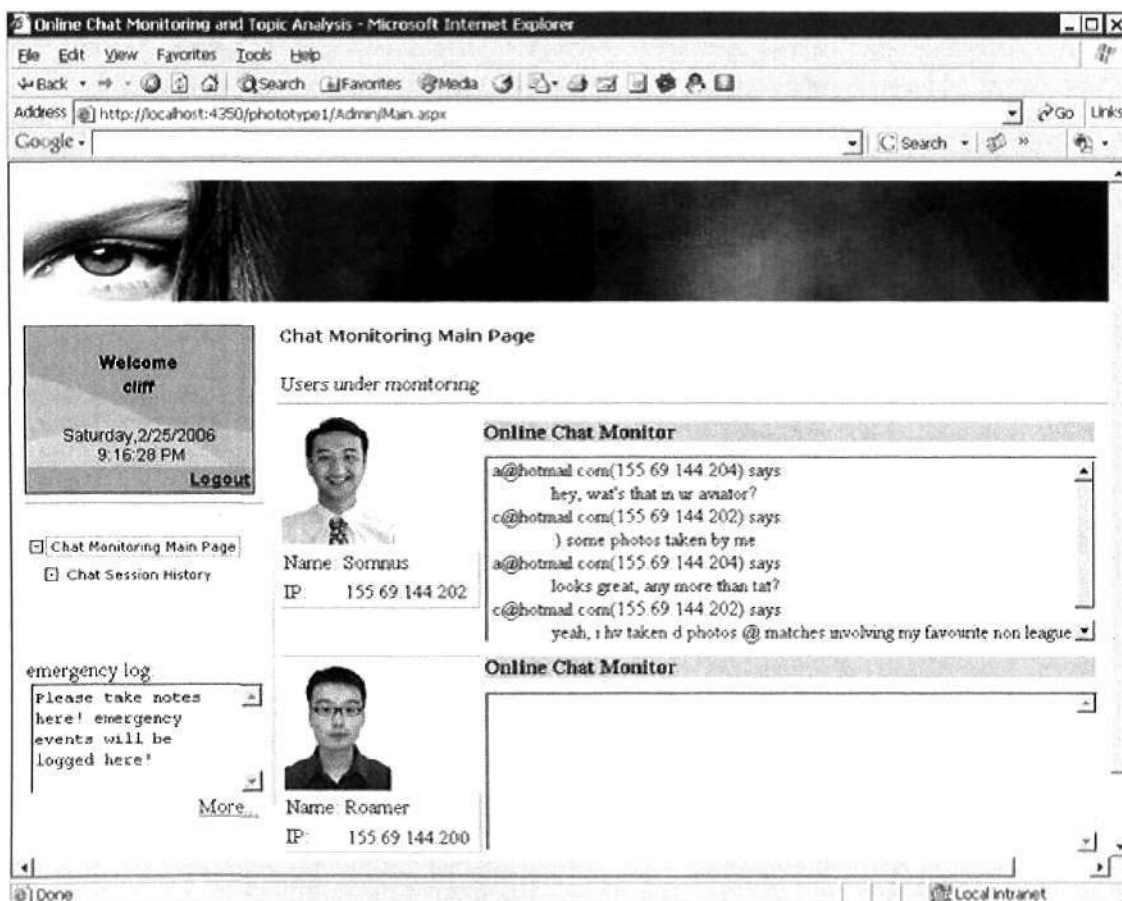 Online Chat Monitoring and Topic Analysis - Microsoft Internet Explorer
File Edit View Favorites Tools Help
Back Search Favorites Media
Address http://localhost:4350/phototype1/Admin/Main.aspx Go Links
Google Search »
Welcome
cliff
Saturday,2/25/2006
9:16:28 PM
Logout
Chat Monitoring Main Page
Chat Session History
emergency log:
Please take notes
here! emergency
events will be
logged here!
More...
Chat Monitoring Main Page
Users under monitoring
Name: Somnus
IP: 155.69.144.202
Online Chat Monitor
a@hotmail.com(155.69.144.204) says
hey, wat's that in ur aviator?
c@hotmail.com(155.69.144.202) says
:) some photos taken by me
a@hotmail.com(155.69.144.204) says
looks great, any more than tat?
c@hotmail.com(155.69.144.202) says
yeah, i hv taken d photos @ matches involving my favourite non league
Name: Roamer
IP: 155.69.144.200
Online Chat Monitor
Done Local intranet